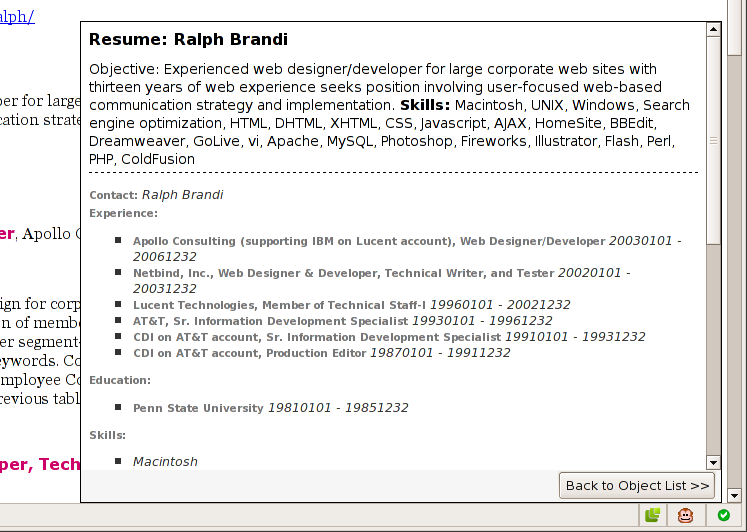 alph/
Resume: Ralph Brandi
Objective: Experienced web designer/developer for large corporate web sites with
thirteen years of web experience seeks position involving user-focused web-based
communication strategy and implementation. Skills: Macintosh, UNIX, Windows, Search
engine optimization, HTML, DHTML, XHTML, CSS, Javascript, AJAX, HomeSite, BBEdit,
Dreamweaver, GoLive, vi, Apache, MySQL, Photoshop, Fireworks, Illustrator, Flash, Perl,
PHP, ColdFusion
per for large
cation strate
Contact: Ralph Brandi
Experience:
er, Apollo C
Apollo Consulting (supporting IBM on Lucent account), Web Designer/Developer 20030101 -
20061232
Netbind, Inc., Web Designer & Developer, Technical Writer, and Tester 20020101 -
20031232
Lucent Technologies, Member of Technical Staff-I 19960101 - 20021232
AT&T, Sr. Information Development Specialist 19930101 - 19961232
CDI on AT&T account, Sr. Information Development Specialist 19910101 - 19931232
CDI on AT&T account, Production Editor 19870101 - 19911232
ign for corp
n of membe
er segment-
eywords. Co
mployee Co
revious tabl
Education:
Penn State University 19810101 - 19851232
Skills:
Macintosh
per, Tech
Back to Object List >>